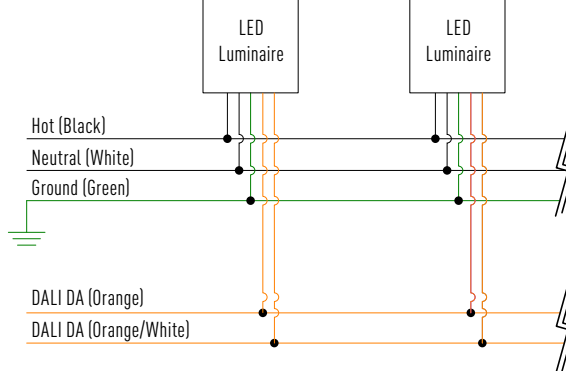 LED
Luminaire
LED
Luminaire
Hot (Black)
Neutral (White)
Ground (Green)
DALI DA (Orange)
DALI DA (Orange/White)